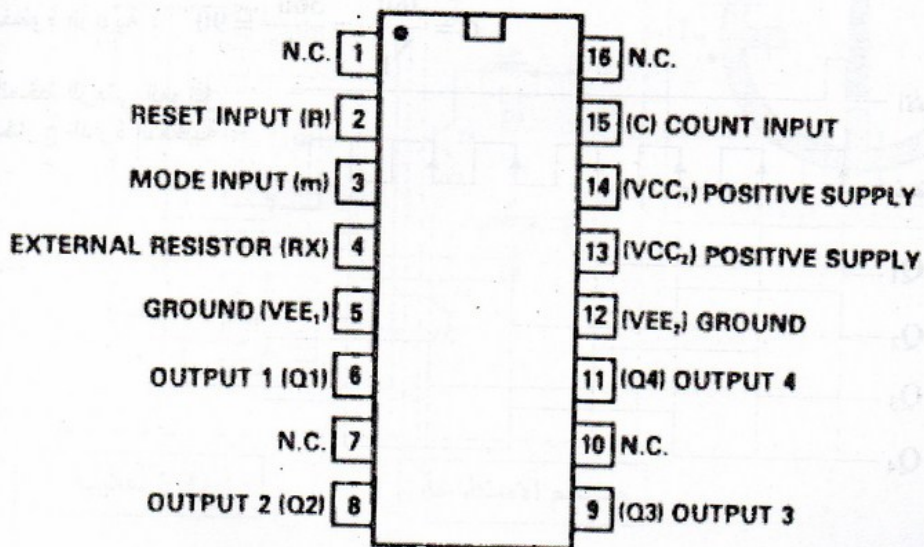 N.C. 1
RESET INPUT (R) 2
MODE INPUT (m) 3
EXTERNAL RESISTOR (RX) 4
GROUND (VEE₁) 5
OUTPUT 1 (Q1) 6
N.C. 7
OUTPUT 2 (Q2) 8
16 N.C.
15 (C) COUNT INPUT
14 (VCC₁) POSITIVE SUPPLY
13 (VCC₂) POSITIVE SUPPLY
12 (VEE₂) GROUND
11 (Q4) OUTPUT 4
10 N.C.
9 (Q3) OUTPUT 3